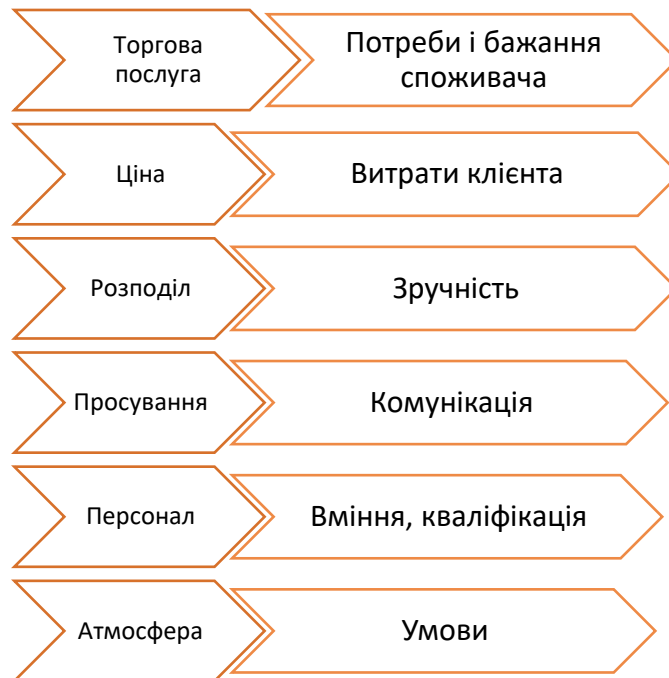 Торгова
послуга
Потреби і бажання
споживача
Ціна
Витрати клієнта
Розподіл
Зручність
Просування
Комунікація
Персонал
Вміння, кваліфікація
Атмосфера
Умови